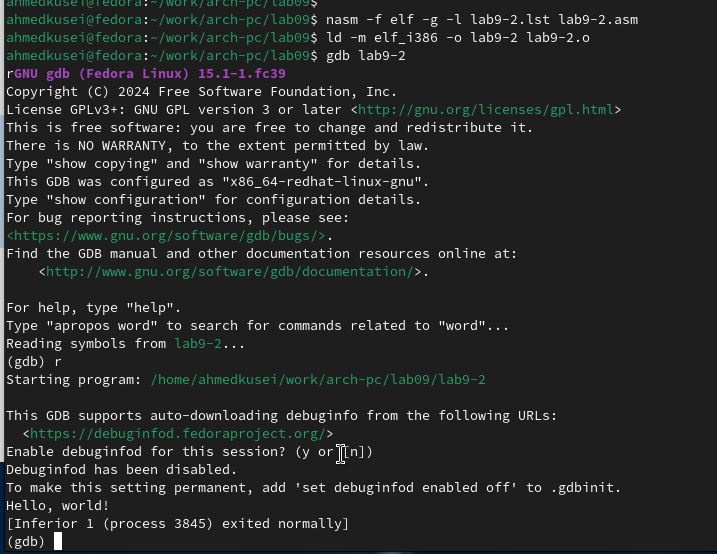 ahmedkusei@fedora:~/work/arch-pc/lab09$
ahmedkusei@fedora:~/work/arch-pc/lab09$ nasm -f elf -g -l lab9-2.lst lab9-2.asm
ahmedkusei@fedora:~/work/arch-pc/lab09$ ld -m elf_i386 -o lab9-2 lab9-2.o
ahmedkusei@fedora:~/work/arch-pc/lab09$ gdb lab9-2
rGNU gdb (Fedora Linux) 15.1-1.fc39
Copyright (C) 2024 Free Software Foundation, Inc.
License GPLv3+: GNU GPL version 3 or later <http://gnu.org/licenses/gpl.html>
This is free software: you are free to change and redistribute it.
There is NO WARRANTY, to the extent permitted by law.
Type "show copying" and "show warranty" for details.
This GDB was configured as "x86_64-redhat-linux-gnu".
Type "show configuration" for configuration details.
For bug reporting instructions, please see:
<https://www.gnu.org/software/gdb/bugs/>.
Find the GDB manual and other documentation resources online at:
    <http://www.gnu.org/software/gdb/documentation/>.

For help, type "help".
Type "apropos word" to search for commands related to "word"...
Reading symbols from lab9-2...
(gdb) r
Starting program: /home/ahmedkusei/work/arch-pc/lab09/lab9-2

This GDB supports auto-downloading debuginfo from the following URLs:
  <https://debuginfod.fedoraproject.org/>
Enable debuginfod for this session? (y or [n])
Debuginfod has been disabled.
To make this setting permanent, add 'set debuginfod enabled off' to .gdbinit.
Hello, world!
[Inferior 1 (process 3845) exited normally]
(gdb)